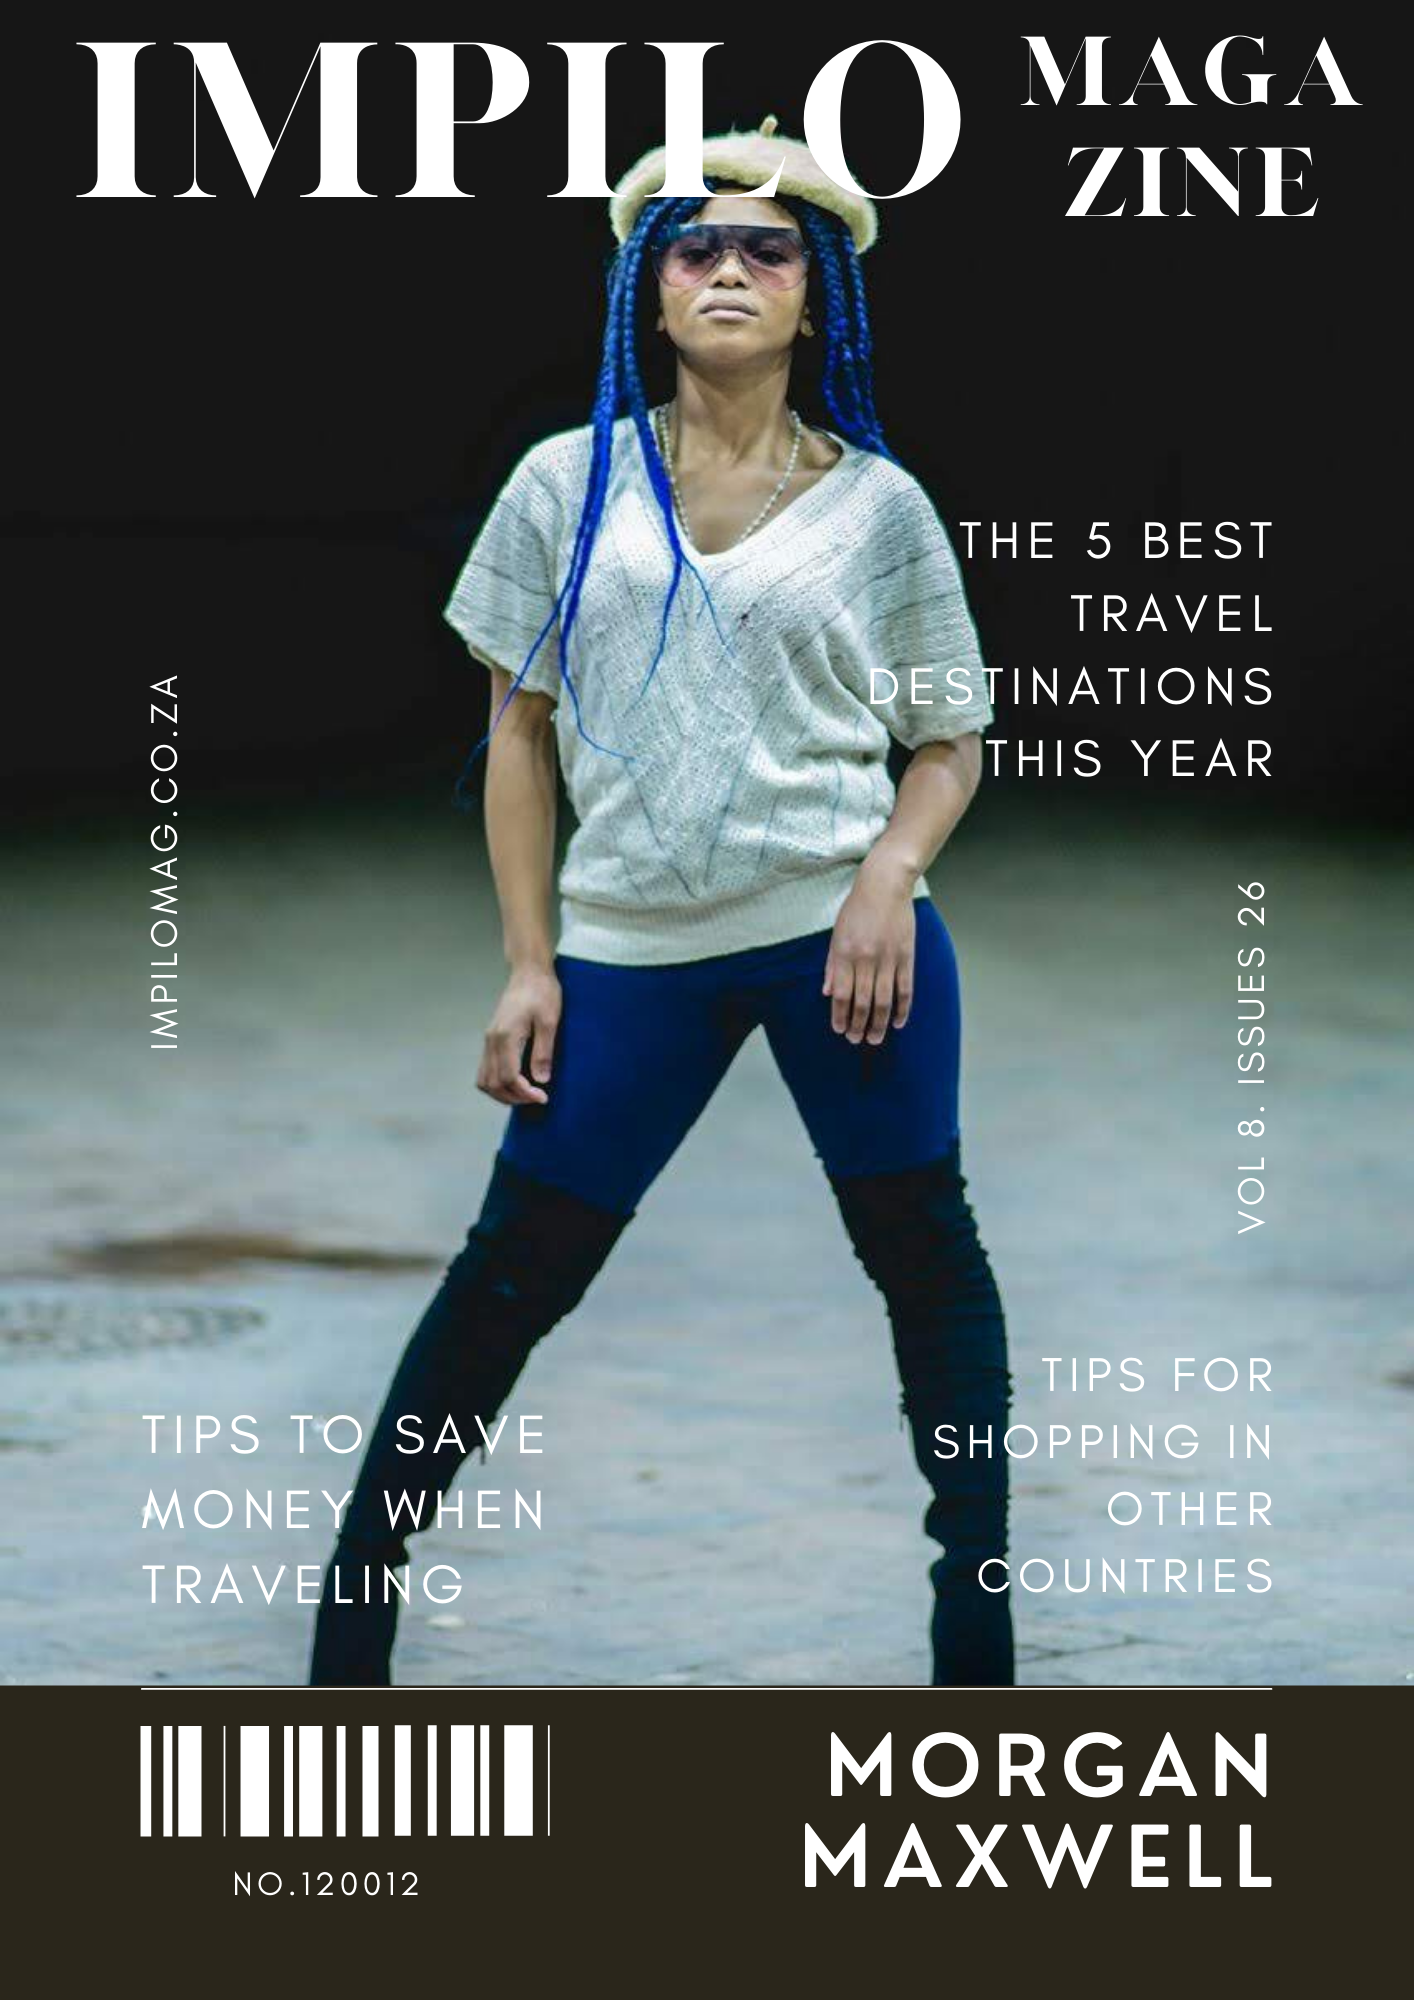 IMPILO
MAGA
ZINE
THE 5 BEST
TRAVEL
DESTINATIONS
THIS YEAR
IMPILOMAG.CO.ZA
VOL 8. ISSUES 26
TIPS TO SAVE
MONEY WHEN
TRAVELING
TIPS FOR
SHOPPING IN
OTHER
COUNTRIES
NO.120012
MORGAN
MAXWELL